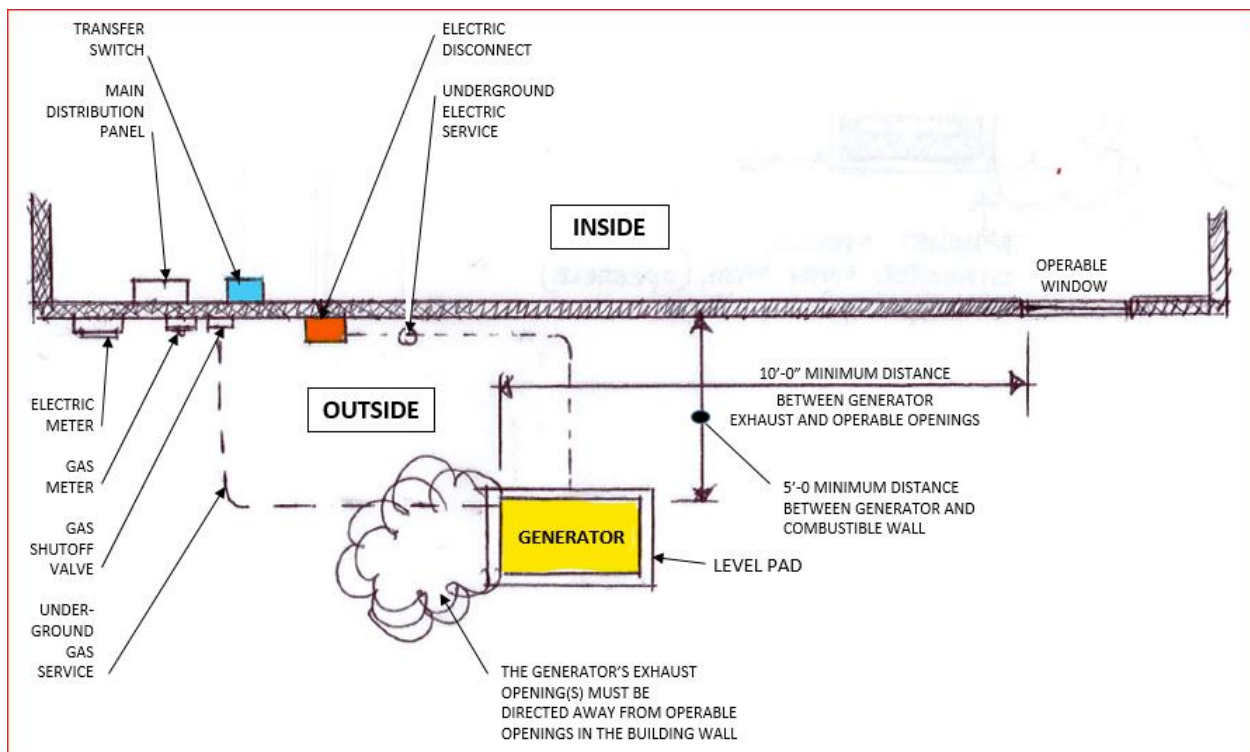 TRANSFER
SWITCH
MAIN
DISTRIBUTION
PANEL
ELECTRIC
DISCONNECT
UNDERGROUND
ELECTRIC
SERVICE
INSIDE
OPERABLE
WINDOW
10'-0" MINIMUM DISTANCE
BETWEEN GENERATOR
EXHAUST AND OPERABLE OPENINGS
OUTSIDE
ELECTRIC
METER
GAS
METER
GAS
SHUTOFF
VALVE
UNDER-
GROUND
GAS
SERVICE
5'-0 MINIMUM DISTANCE
BETWEEN GENERATOR AND
COMBUSTIBLE WALL
GENERATOR
LEVEL PAD
THE GENERATOR'S EXHAUST
OPENING(S) MUST BE
DIRECTED AWAY FROM OPERABLE
OPENINGS IN THE BUILDING WALL